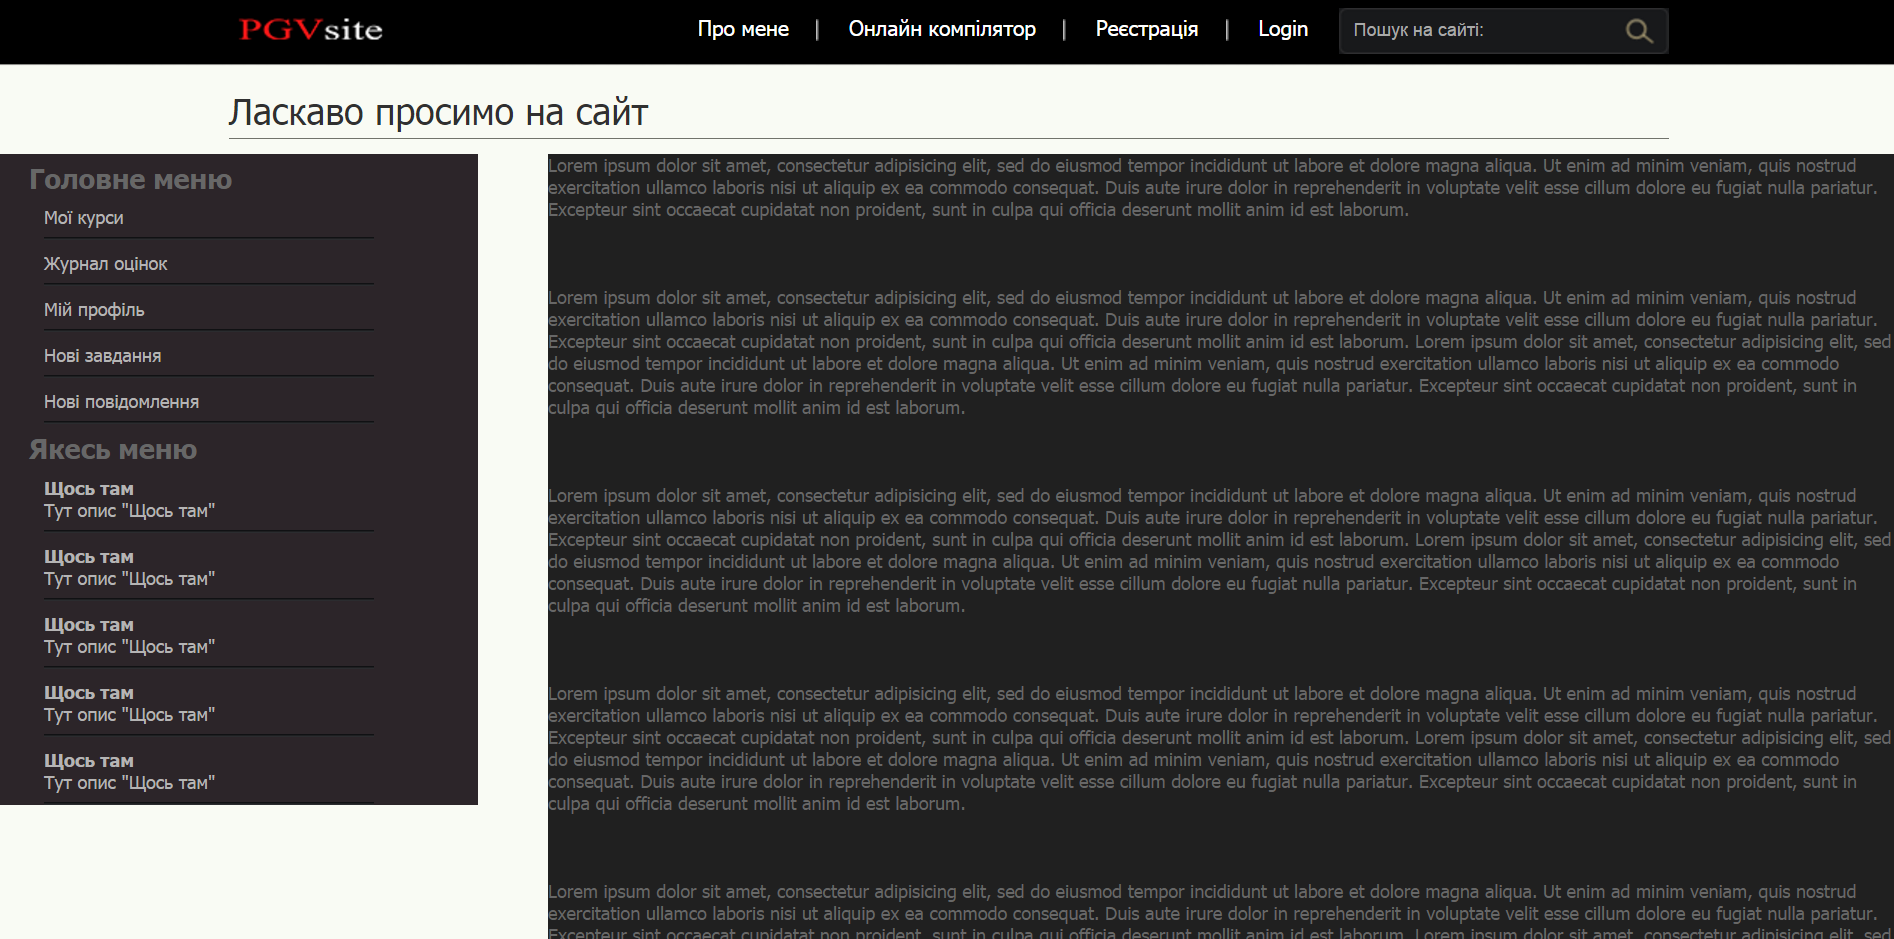 PGVsite
Про мене | Онлайн компілятор | Реєстрація | Login
Пошук на сайті:
Ласкаво просимо на сайт
Головне меню
Мої курси
Журнал оцінок
Мій профіль
Нові завдання
Нові повідомлення
Якесь меню
Щось там
Тут опис "Щось там"
Щось там
Тут опис "Щось там"
Щось там
Тут опис "Щось там"
Щось там
Тут опис "Щось там"
Щось там
Тут опис "Щось там"
Lorem ipsum dolor sit amet, consectetur adipisicing elit, sed do eiusmod tempor incididunt ut labore et dolore magna aliqua. Ut enim ad minim veniam, quis nostrud
exercitation ullamco laboris nisi ut aliquip ex ea commodo consequat. Duis aute irure dolor in reprehenderit in voluptate velit esse cillum dolore eu fugiat nulla pariatur.
Excepteur sint occaecat cupidatat non proident, sunt in culpa qui officia deserunt mollit anim id est laborum.
Lorem ipsum dolor sit amet, consectetur adipisicing elit, sed do eiusmod tempor incididunt ut labore et dolore magna aliqua. Ut enim ad minim veniam, quis nostrud
exercitation ullamco laboris nisi ut aliquip ex ea commodo consequat. Duis aute irure dolor in reprehenderit in voluptate velit esse cillum dolore eu fugiat nulla pariatur.
Excepteur sint occaecat cupidatat non proident, sunt in culpa qui officia deserunt mollit anim id est laborum. Lorem ipsum dolor sit amet, consectetur adipisicing elit, sed
do eiusmod tempor incididunt ut labore et dolore magna aliqua. Ut enim ad minim veniam, quis nostrud exercitation ullamco laboris nisi ut aliquip ex ea commodo
consequat. Duis aute irure dolor in reprehenderit in voluptate velit esse cillum dolore eu fugiat nulla pariatur. Excepteur sint occaecat cupidatat non proident, sunt in
culpa qui officia deserunt mollit anim id est laborum.
Lorem ipsum dolor sit amet, consectetur adipisicing elit, sed do eiusmod tempor incididunt ut labore et dolore magna aliqua. Ut enim ad minim veniam, quis nostrud
exercitation ullamco laboris nisi ut aliquip ex ea commodo consequat. Duis aute irure dolor in reprehenderit in voluptate velit esse cillum dolore eu fugiat nulla pariatur.
Excepteur sint occaecat cupidatat non proident, sunt in culpa qui officia deserunt mollit anim id est laborum. Lorem ipsum dolor sit amet, consectetur adipisicing elit, sed
do eiusmod tempor incididunt ut labore et dolore magna aliqua. Ut enim ad minim veniam, quis nostrud exercitation ullamco laboris nisi ut aliquip ex ea commodo
consequat. Duis aute irure dolor in reprehenderit in voluptate velit esse cillum dolore eu fugiat nulla pariatur. Excepteur sint occaecat cupidatat non proident, sunt in
culpa qui officia deserunt mollit anim id est laborum.
Lorem ipsum dolor sit amet, consectetur adipisicing elit, sed do eiusmod tempor incididunt ut labore et dolore magna aliqua. Ut enim ad minim veniam, quis nostrud
exercitation ullamco laboris nisi ut aliquip ex ea commodo consequat. Duis aute irure dolor in reprehenderit in voluptate velit esse cillum dolore eu fugiat nulla pariatur.
Excepteur sint occaecat cupidatat non proident, sunt in culpa qui officia deserunt mollit anim id est laborum. Lorem ipsum dolor sit amet, consectetur adipisicing elit, sed
do eiusmod tempor incididunt ut labore et dolore magna aliqua. Ut enim ad minim veniam, quis nostrud exercitation ullamco laboris nisi ut aliquip ex ea commodo
consequat. Duis aute irure dolor in reprehenderit in voluptate velit esse cillum dolore eu fugiat nulla pariatur. Excepteur sint occaecat cupidatat non proident, sunt in
culpa qui officia deserunt mollit anim id est laborum.
Lorem ipsum dolor sit amet, consectetur adipisicing elit, sed do eiusmod tempor incididunt ut labore et dolore magna aliqua. Ut enim ad minim veniam, quis nostrud
exercitation ullamco laboris nisi ut aliquip ex ea commodo consequat. Duis aute irure dolor in reprehenderit in voluptate velit esse cillum dolore eu fugiat nulla pariatur.
Excepteur sint occaecat cupidatat non proident, sunt in culpa qui officia deserunt mollit anim id est laborum. Lorem ipsum dolor sit amet, consectetur adipisicing elit, sed